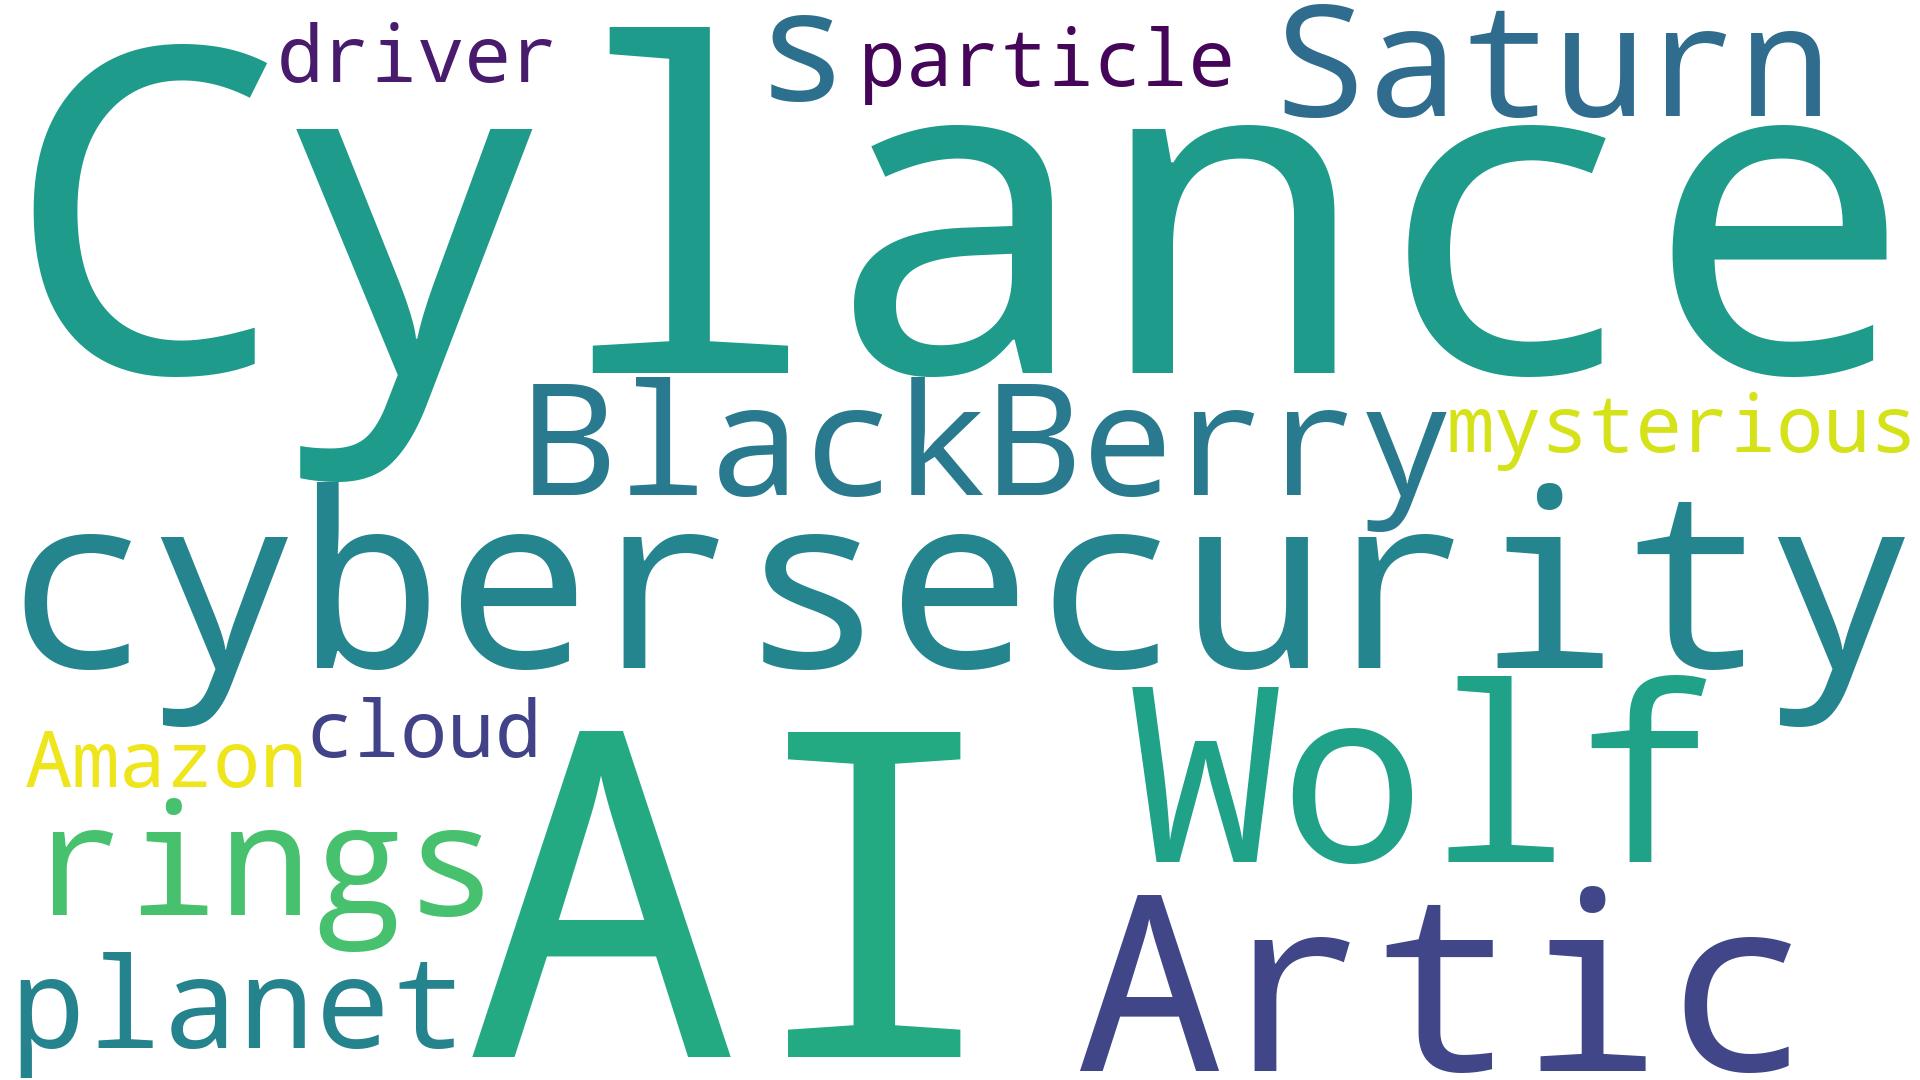 driver s particle Saturn
Cylance
BlackBerry mysterious
cybersecurity
Amazon cloud
Wolf
rings AI
planet Artic